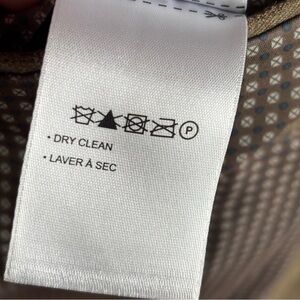 P
• DRY CLEAN
• LAVER À SEC